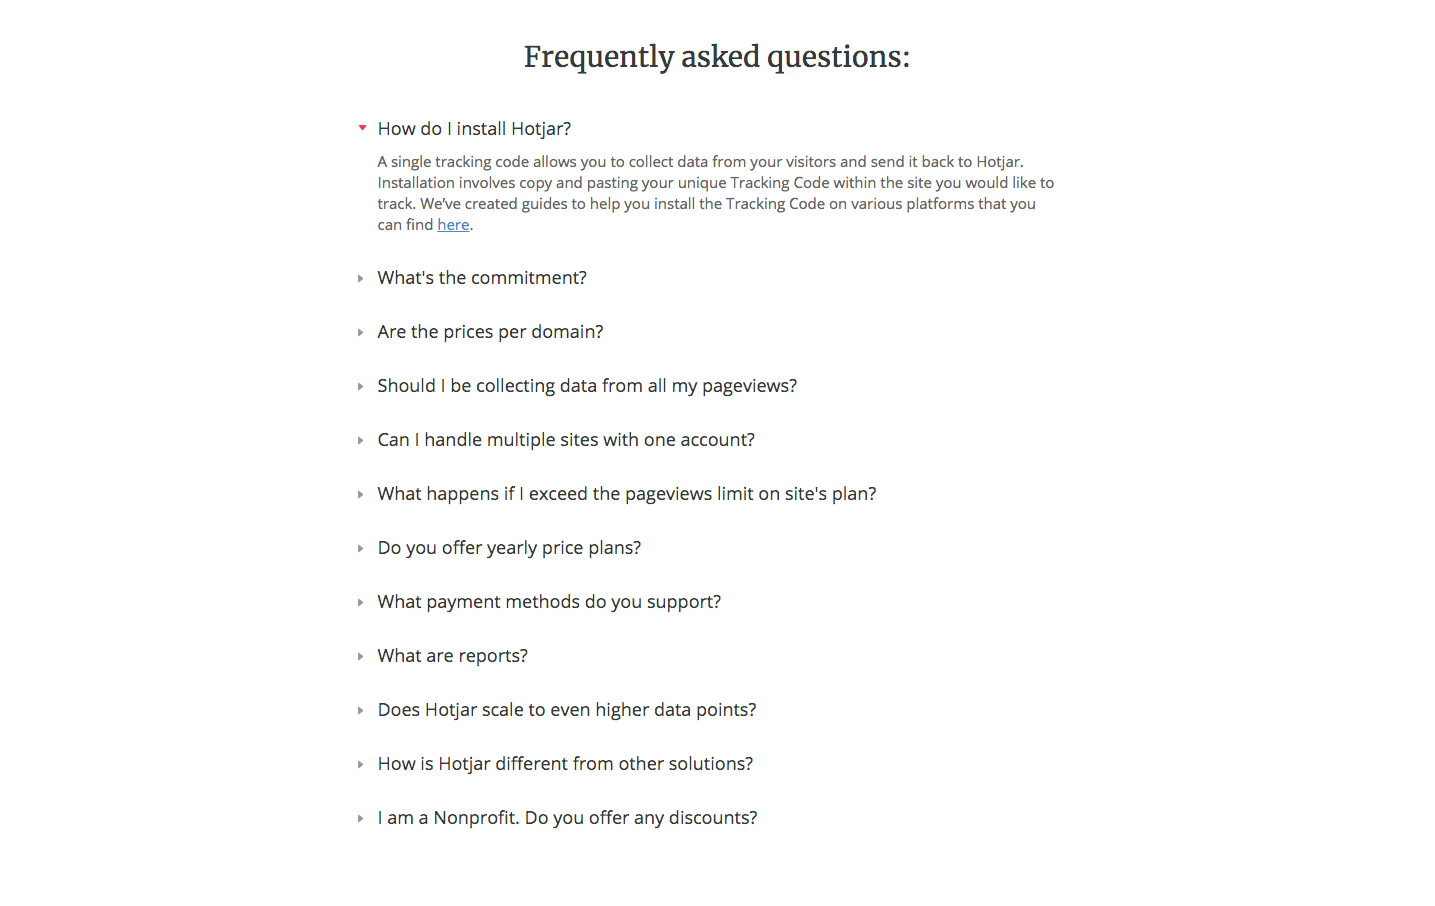 Frequently asked questions:
How do I install Hotjar?
A single tracking code allows you to collect data from your visitors and send it back to Hotjar.
Installation involves copy and pasting your unique Tracking Code within the site you would like to
track. We've created guides to help you install the Tracking Code on various platforms that you
can find here.
What's the commitment?
Are the prices per domain?
Should I be collecting data from all my pageviews?
Can I handle multiple sites with one account?
What happens if I exceed the pageviews limit on site's plan?
Do you offer yearly price plans?
What payment methods do you support?
What are reports?
Does Hotjar scale to even higher data points?
How is Hotjar different from other solutions?
I am a Nonprofit. Do you offer any discounts?